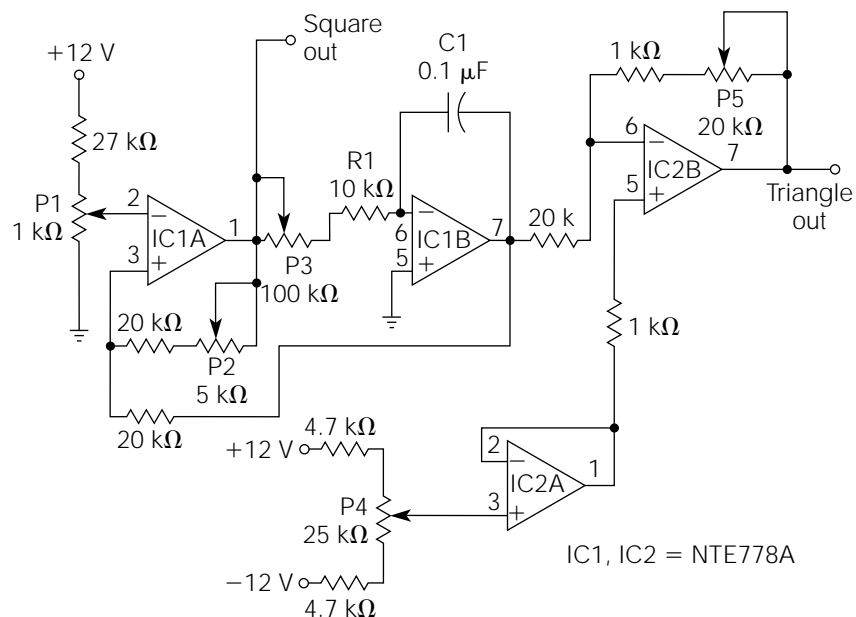 Square
out
+12 V
27 kΩ
P1
1 kΩ
2
−
IC1A
1
3
+
P3
100 kΩ
20 kΩ
P2
5 kΩ
20 kΩ
R1
10 kΩ
C1
0.1 μF
−
6
IC1B
7
5
+
20 k
1 kΩ
P5
20 kΩ
6
−
IC2B
7
5
+
Triangle
out
1 kΩ
4.7 kΩ
+12 V
P4
25 kΩ
−12 V
4.7 kΩ
2
−
IC2A
1
3
+
IC1, IC2 = NTE778A